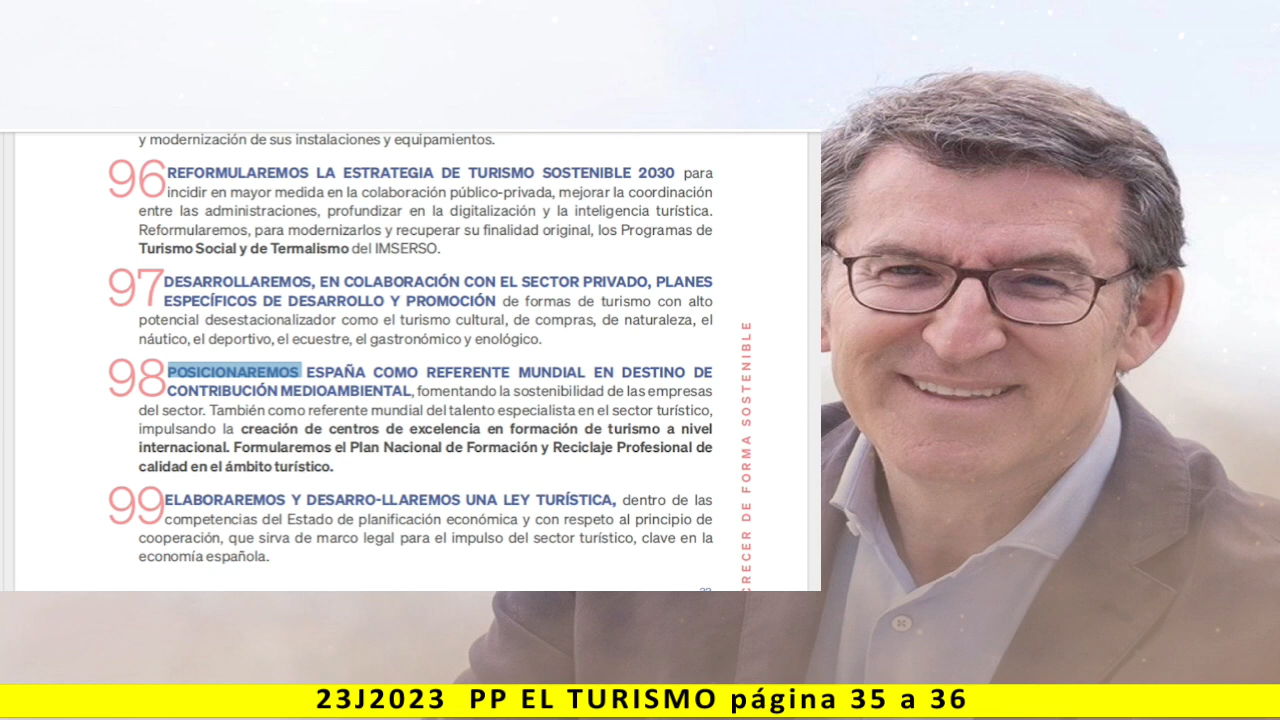 y modernización de sus instalaciones y equipamientos.
96 REFORMULAREMOS LA ESTRATEGIA DE TURISMO SOSTENIBLE 2030 para
incidir en mayor medida en la colaboración público-privada, mejorar la coordinación
entre las administraciones, profundizar en la digitalización y la inteligencia turística.
Reformularemos, para modernizarlos y recuperar su finalidad original, los Programas de
Turismo Social y de Termalismo del IMSERSO.
97 DESARROLLAREMOS, EN COLABORACIÓN CON EL SECTOR PRIVADO, PLANES
ESPECÍFICOS DE DESARROLLO Y PROMOCIÓN de formas de turismo con alto
potencial desestacionalizador como el turismo cultural, de compras, de naturaleza, el
náutico, el deportivo, el ecuestre, el gastronómico y enológico.
98 POSICIONAREMOS ESPAÑA COMO REFERENTE MUNDIAL EN DESTINO DE
CONTRIBUCIÓN MEDIOAMBIENTAL, fomentando la sostenibilidad de las empresas
del sector. También como referente mundial del talento especialista en el sector turístico,
impulsando la creación de centros de excelencia en formación de turismo a nivel
internacional. Formularemos el Plan Nacional de Formación y Reciclaje Profesional de
calidad en el ámbito turístico.
99 ELABORAREMOS Y DESARRO-LLAREMOS UNA LEY TURÍSTICA, dentro de las
competencias del Estado de planificación económica y con respeto al principio de
cooperación, que sirva de marco legal para el impulso del sector turístico, clave en la
economía española.
CRECER DE FORMA SOSTENIBLE
23J2023 PP EL TURISMO página 35 a 36